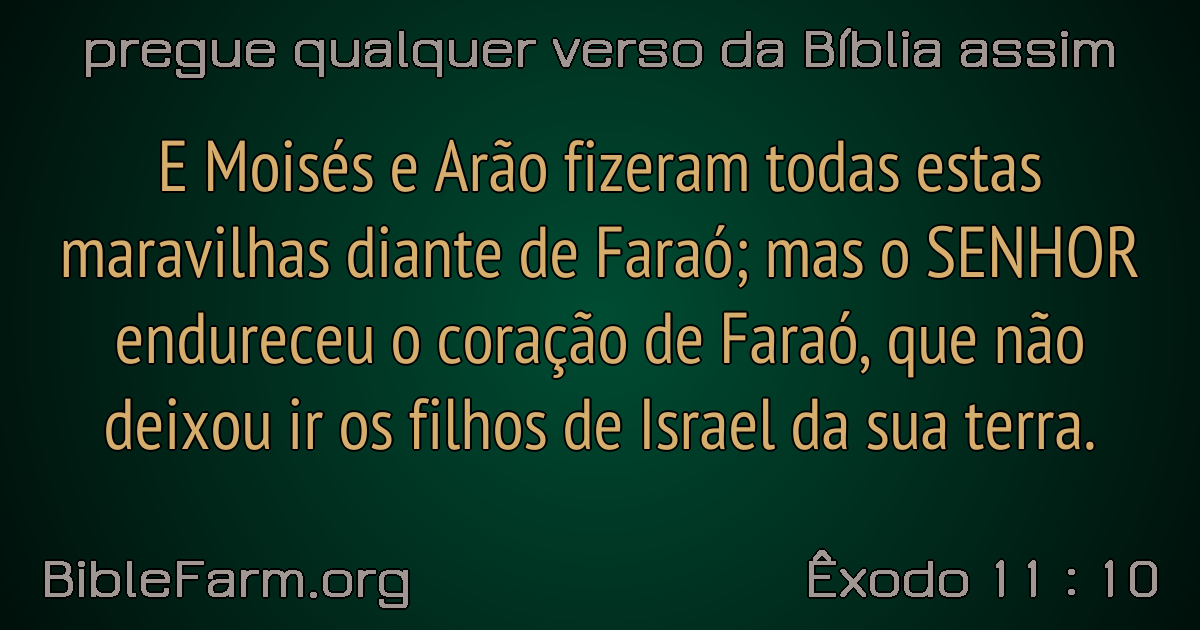 pregue qualquer verso da Bíblia assim
E Moisés e Arão fizeram todas estas
maravilhas diante de Faraó; mas o SENHOR
endureceu o coração de Faraó, que não
deixou ir os filhos de Israel da sua terra.
BibleFarm.org
Êxodo 11 : 10